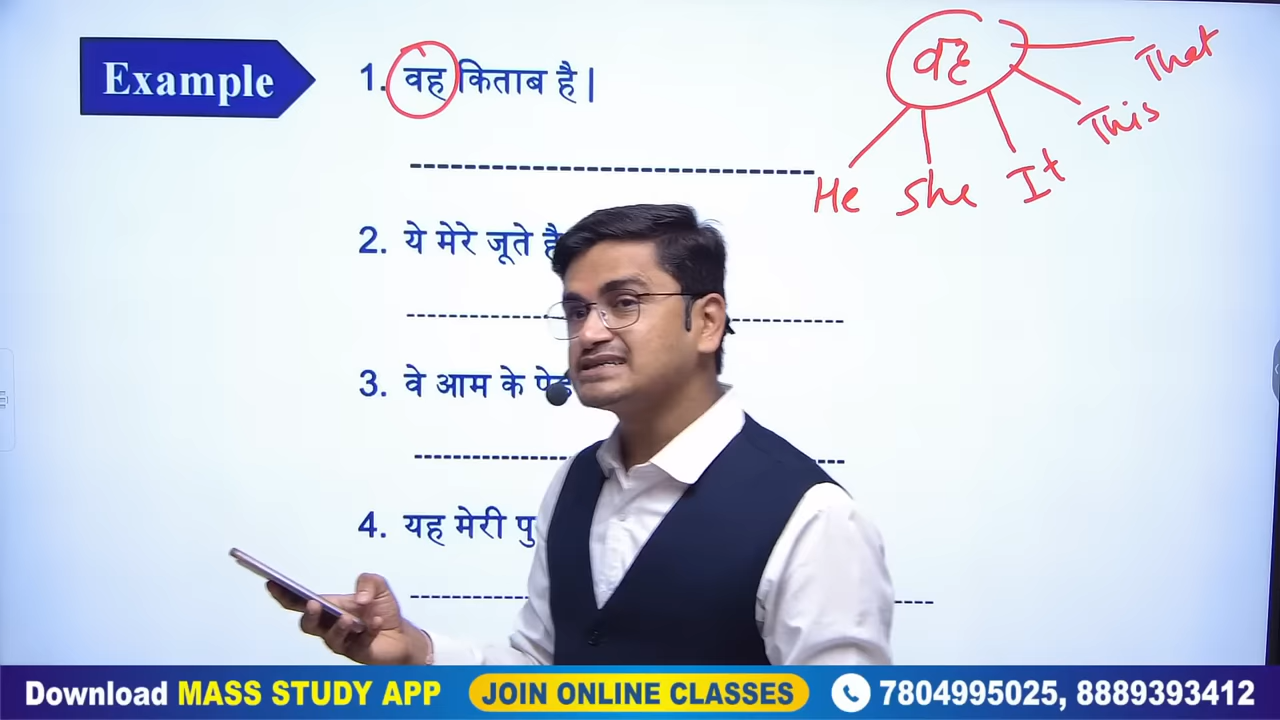 Example
1. वह किताब है |
वह
That
This
He She It
2. ये मेरे जूते
3. वे आम के
4. यह मेरी
Download MASS STUDY APP JOIN ONLINE CLASSES 7804995025, 8889393412